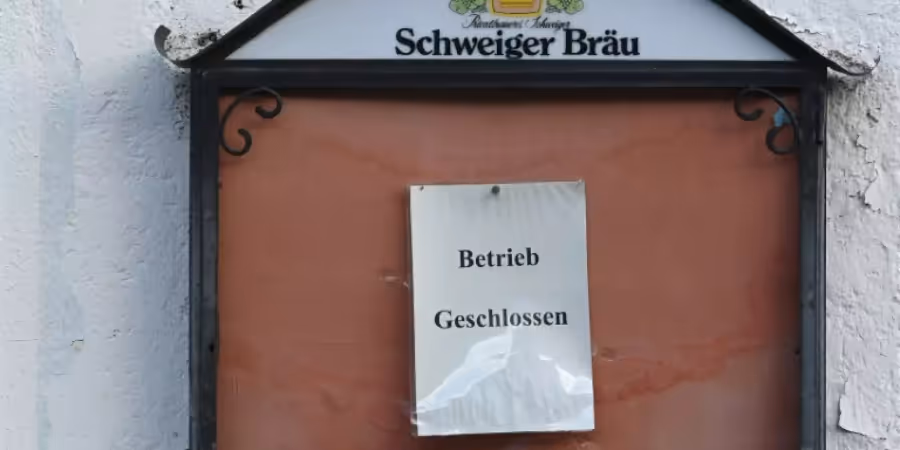 Schweiger Bräu
Betrieb
Geschlossen